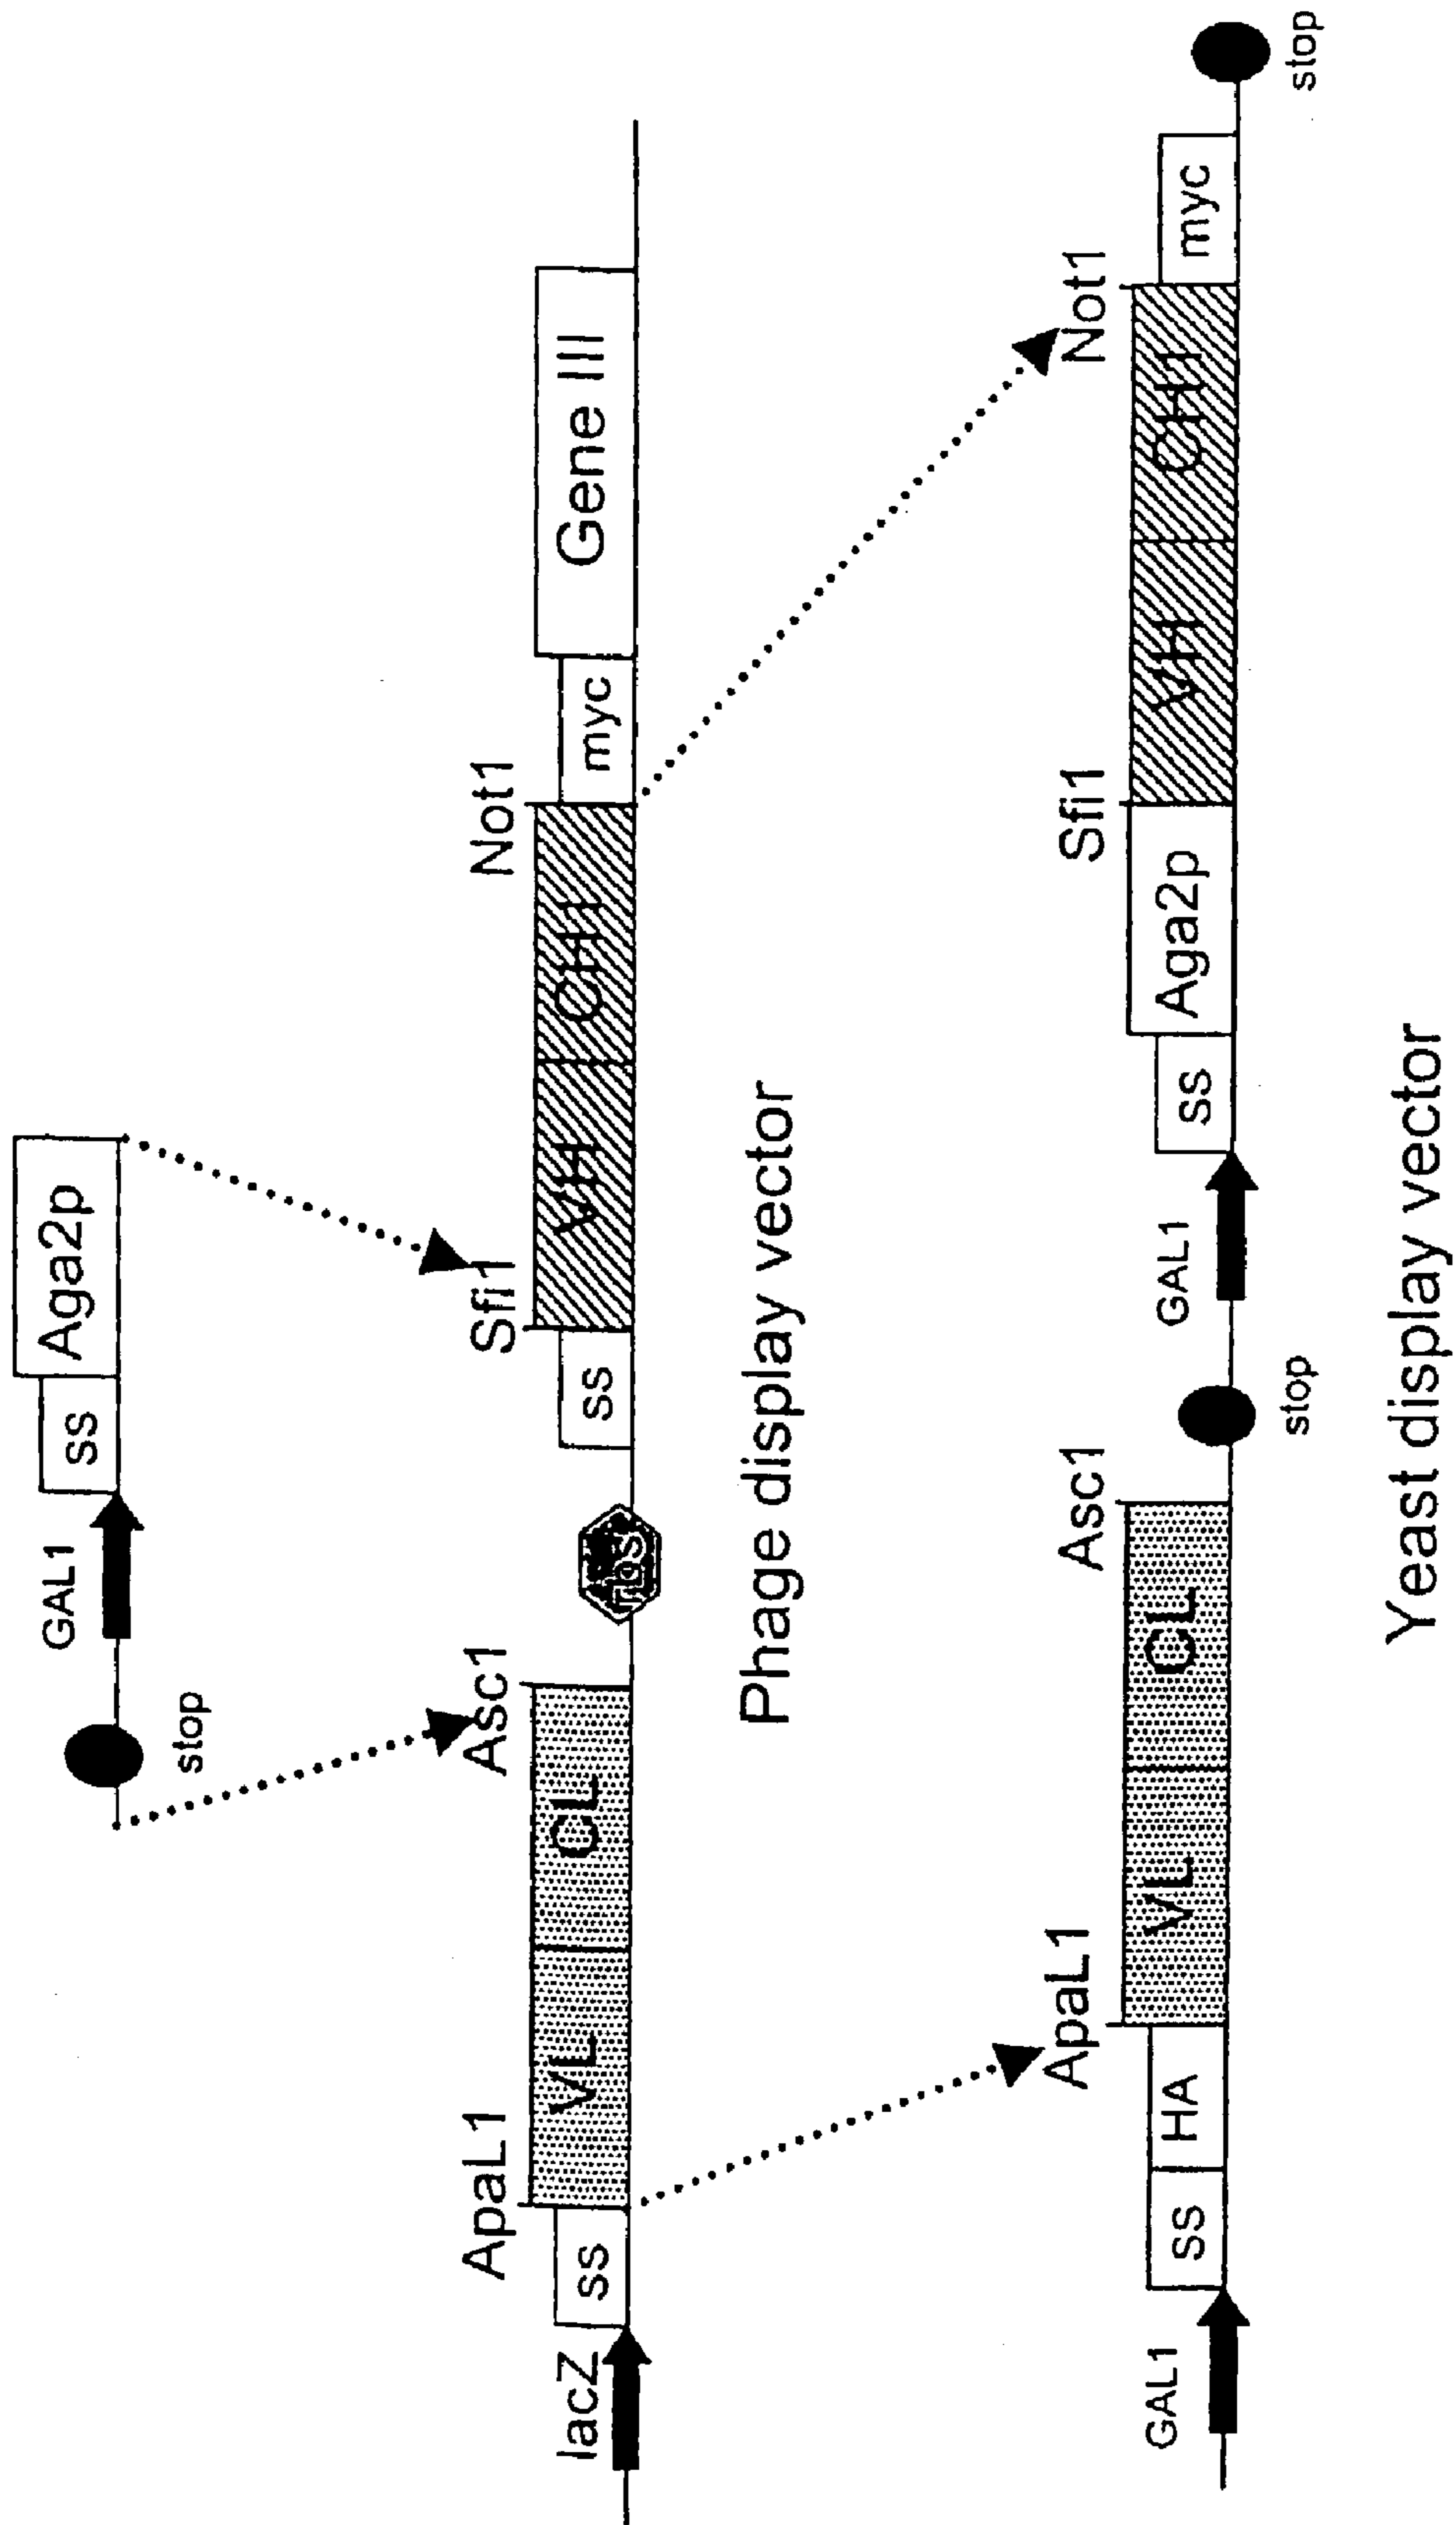 GAL1
ss
Aga2p
stop
ApaL1
Asc1
Sfi1
Not1
lacZ
ss
VL
CL
rbs
ss
VH
CH1
myc
Gene III
Phage display vector
ApaL1
Asc1
Sfi1
Not1
GAL1
ss
HA
VL
CL
stop
GAL1
ss
Aga2p
VH
CH1
myc
stop
Yeast display vector